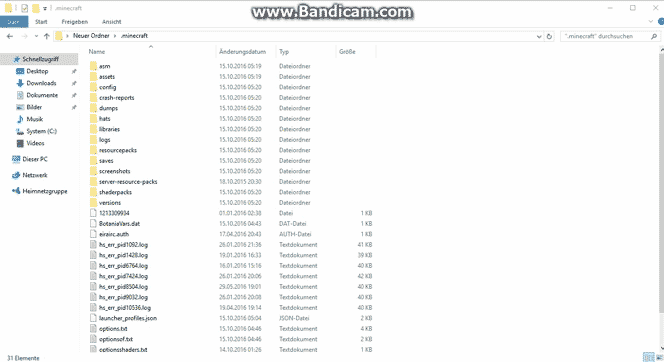 .minecraft
www.Bandicam.com
Datei Start Freigeben Ansicht
Neuer Ordner .minecraft
".minecraft" durchsuchen
Name Änderungsdatum Typ Größe
Schnellzugriff
Desktop
Downloads
Dokumente
Bilder
Musik
System (C:)
Videos
Dieser PC
Netzwerk
Heimnetzgruppe
asm 15.10.2016 05:19 Dateiordner
assets 15.10.2016 05:19 Dateiordner
config 15.10.2016 05:20 Dateiordner
crash-reports 15.10.2016 05:20 Dateiordner
dumps 15.10.2016 05:20 Dateiordner
hats 15.10.2016 05:20 Dateiordner
libraries 15.10.2016 05:20 Dateiordner
logs 15.10.2016 05:20 Dateiordner
resourcepacks 15.10.2016 05:20 Dateiordner
saves 15.10.2016 05:20 Dateiordner
screenshots 15.10.2016 05:20 Dateiordner
server-resource-packs 18.10.2015 20:30 Dateiordner
shaderpacks 15.10.2016 05:20 Dateiordner
versions 15.10.2016 05:20 Dateiordner
1213309934 01.01.2016 02:38 Datei 1 KB
BotaniaVars.dat 15.10.2016 04:43 DAT-Datei 1 KB
eirairc.auth 17.04.2016 20:43 AUTH-Datei 1 KB
hs_err_pid1092.log 26.01.2016 21:36 Textdokument 41 KB
hs_err_pid1428.log 19.01.2016 16:33 Textdokument 39 KB
hs_err_pid6764.log 16.01.2016 15:16 Textdokument 40 KB
hs_err_pid7424.log 26.01.2016 20:06 Textdokument 42 KB
hs_err_pid8504.log 29.05.2016 19:01 Textdokument 40 KB
hs_err_pid9032.log 26.01.2016 20:08 Textdokument 40 KB
hs_err_pid10536.log 19.04.2016 19:14 Textdokument 40 KB
launcher_profiles.json 15.10.2016 05:04 JSON-Datei 2 KB
options.txt 15.10.2016 04:46 Textdokument 4 KB
optionsof.txt 15.10.2016 04:46 Textdokument 2 KB
optionsshaders.txt 14.10.2016 01:26 Textdokument 1 KB
31 Elemente